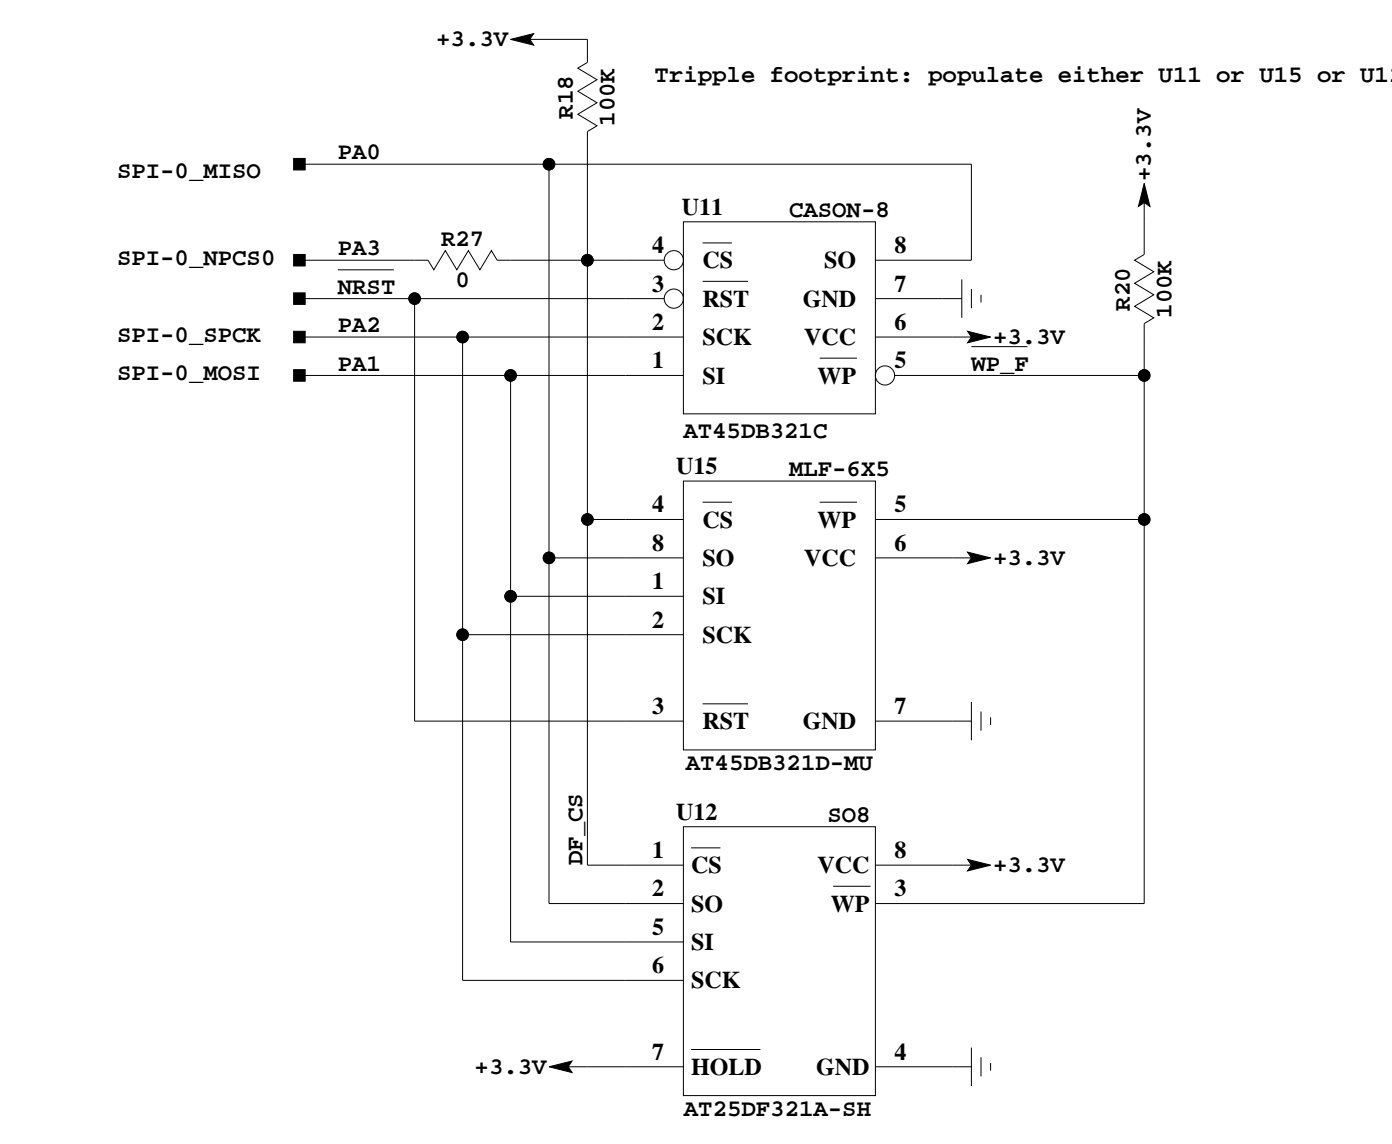 +3.3V
R18
100K
Tripple footprint: populate either U11 or U15 or
+3.3V
SPI-0_MISO
PA0
U11
CASON-8
SPI-0_NPCS0
PA3
R27
0
4
CS
SO
8
NRST
3
RST
GND
7
R20
100K
SPI-0_SPCK
PA2
2
SCK
VCC
6
+3.3V
SPI-0_MOSI
PA1
1
SI
WP
5
WP_F
AT45DB321C
U15
MLF-6X5
4
CS
WP
5
8
SO
VCC
6
+3.3V
1
SI
2
SCK
3
RST
GND
7
AT45DB321D-MU
DF_CS
U12
SO8
1
CS
VCC
8
+3.3V
2
SO
WP
3
5
SI
6
SCK
+3.3V
7
HOLD
GND
4
AT25DF321A-SH